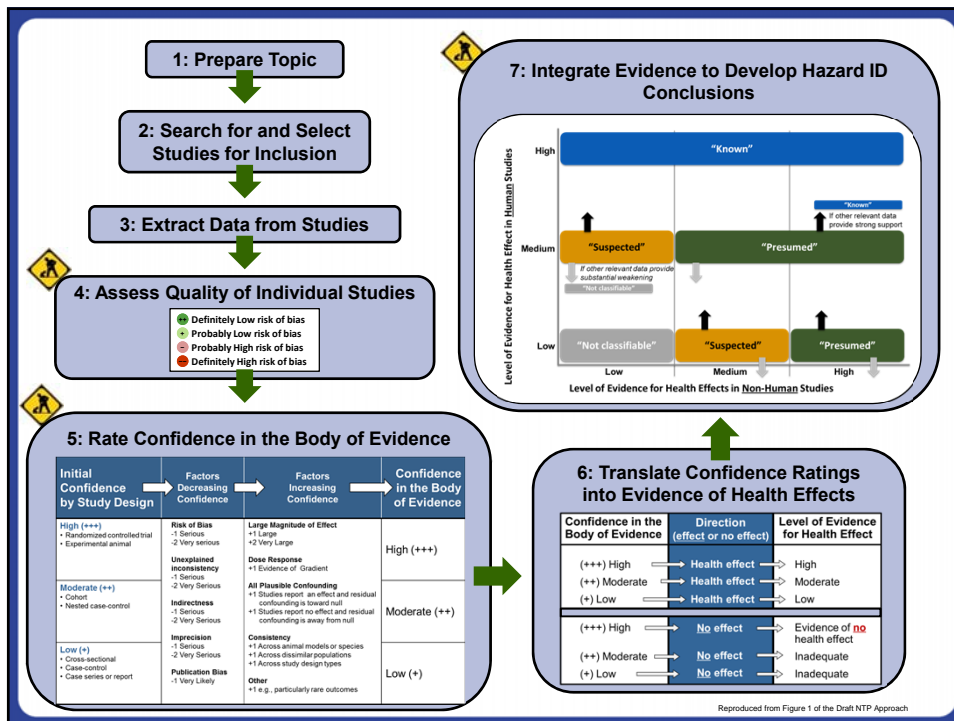 1: Prepare Topic
2: Search for and Select
Studies for Inclusion
3: Extract Data from Studies
4: Assess Quality of Individual Studies
++ Definitely Low risk of bias
+ Probably Low risk of bias
− Probably High risk of bias
−− Definitely High risk of bias
5: Rate Confidence in the Body of Evidence
Initial
Confidence
by Study Design
Factors
Decreasing
Confidence
Factors
Increasing
Confidence
Confidence
in the Body
of Evidence
High (+++)
• Randomized controlled trial
• Experimental animal
Moderate (++)
• Cohort
• Nested case-control
Low (+)
• Cross-sectional
• Case-control
• Case series or report
Risk of Bias
-1 Serious
-2 Very serious
Unexplained
inconsistency
-1 Serious
-2 Very Serious
Indirectness
-1 Serious
-2 Very Serious
Imprecision
-1 Serious
-2 Very Serious
Publication Bias
-1 Very Likely
Large Magnitude of Effect
+1 Large
+2 Very Large
Dose Response
+1 Evidence of Gradient
All Plausible Confounding
+1 Studies report an effect and residual
confounding is toward null
+1 Studies report no effect and residual
confounding is away from null
Consistency
+1 Across animal models or species
+1 Across dissimilar populations
+1 Across study design types
Other
+1 e.g., particularly rare outcomes
High (+++)
Moderate (++)
Low (+)
6: Translate Confidence Ratings
into Evidence of Health Effects
Confidence in the
Body of Evidence
Direction
(effect or no effect)
Level of Evidence
for Health Effect
(+++) High Health effect High
(++) Moderate Health effect Moderate
(+) Low Health effect Low
(+++) High No effect Evidence of no
health effect
(++) Moderate No effect Inadequate
(+) Low No effect Inadequate
7: Integrate Evidence to Develop Hazard ID
Conclusions
Level of Evidence for Health Effect in Human Studies
High
"Known"
"Known"
If other relevant data
provide strong support
Medium
"Suspected"
"Presumed"
If other relevant data provide
substantial weakening
"Not classifiable"
Low
"Not classifiable"
"Suspected"
"Presumed"
Low Medium High
Level of Evidence for Health Effects in Non-Human Studies
Reproduced from Figure 1 of the Draft NTP Approach